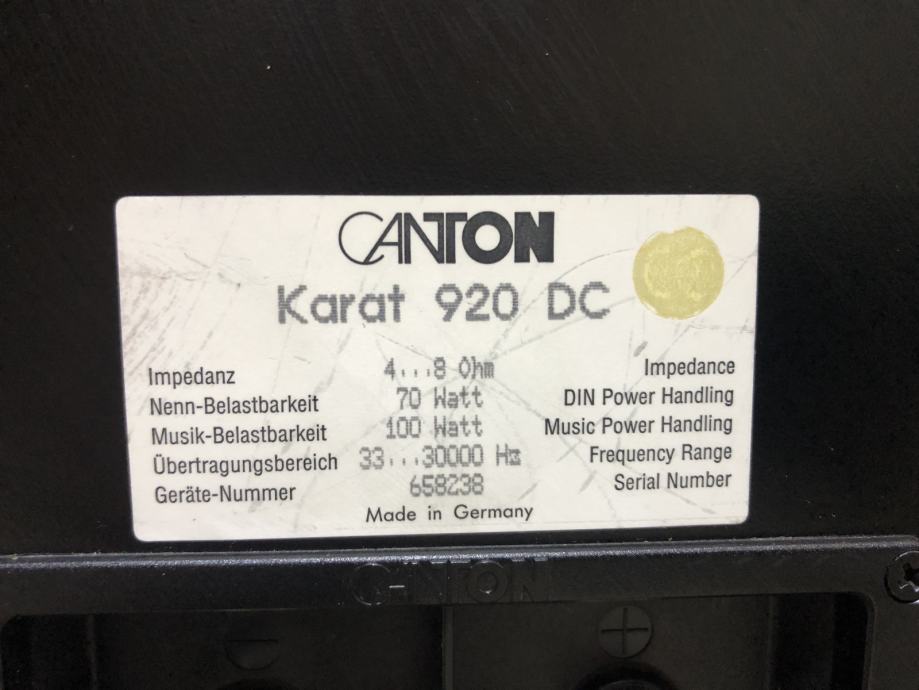 CANTON
Karat 920 DC
Impedanz 4...8 Ohm Impedance
Nenn-Belastbarkeit 70 Watt DIN Power Handling
Musik-Belastbarkeit 100 Watt Music Power Handling
Übertragungsbereich 33...30000 Hz Frequency Range
Geräte-Nummer 658238 Serial Number
Made in Germany
CANTON
- +